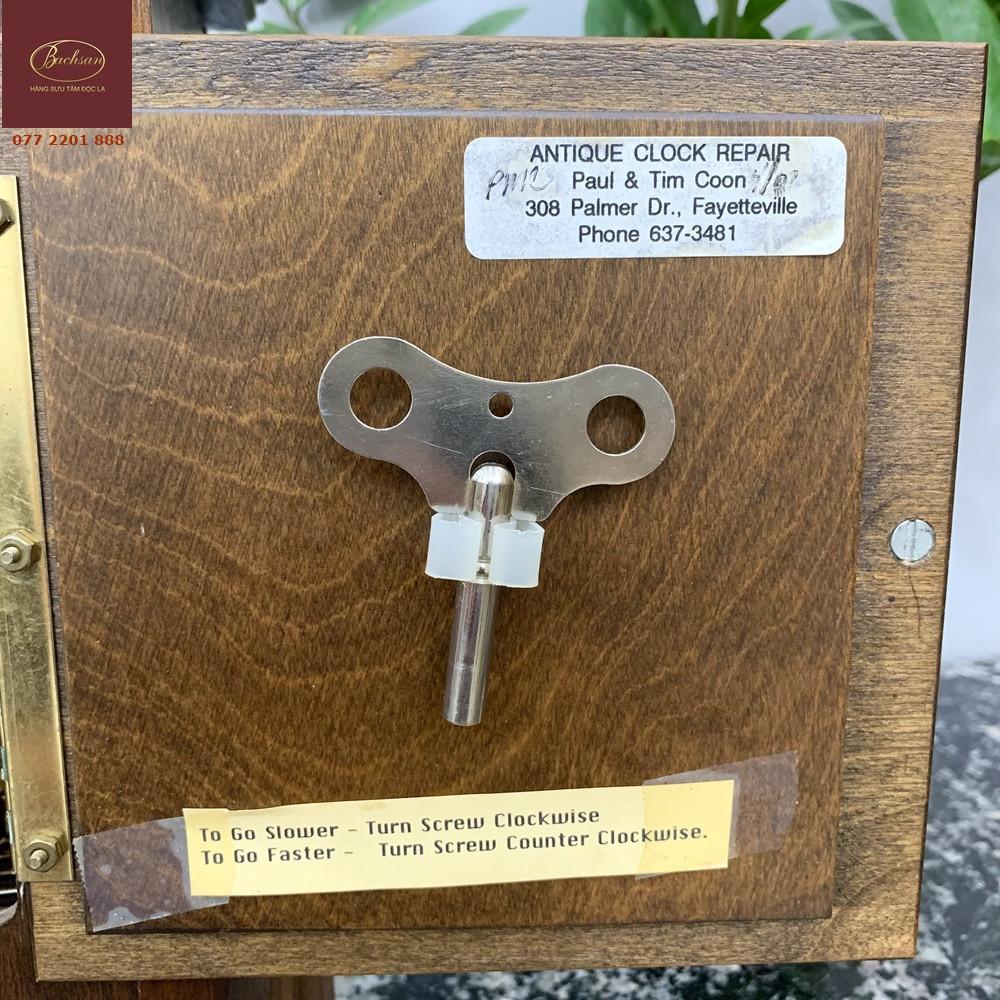 Bachsan
HÀNG SƯU TẦM ĐỘC LẠ
077 2201 888
ANTIQUE CLOCK REPAIR
Paul & Tim Coon
308 Palmer Dr., Fayetteville
Phone 637-3481
To Go Slower - Turn Screw Clockwise
To Go Faster - Turn Screw Counter Clockwise.